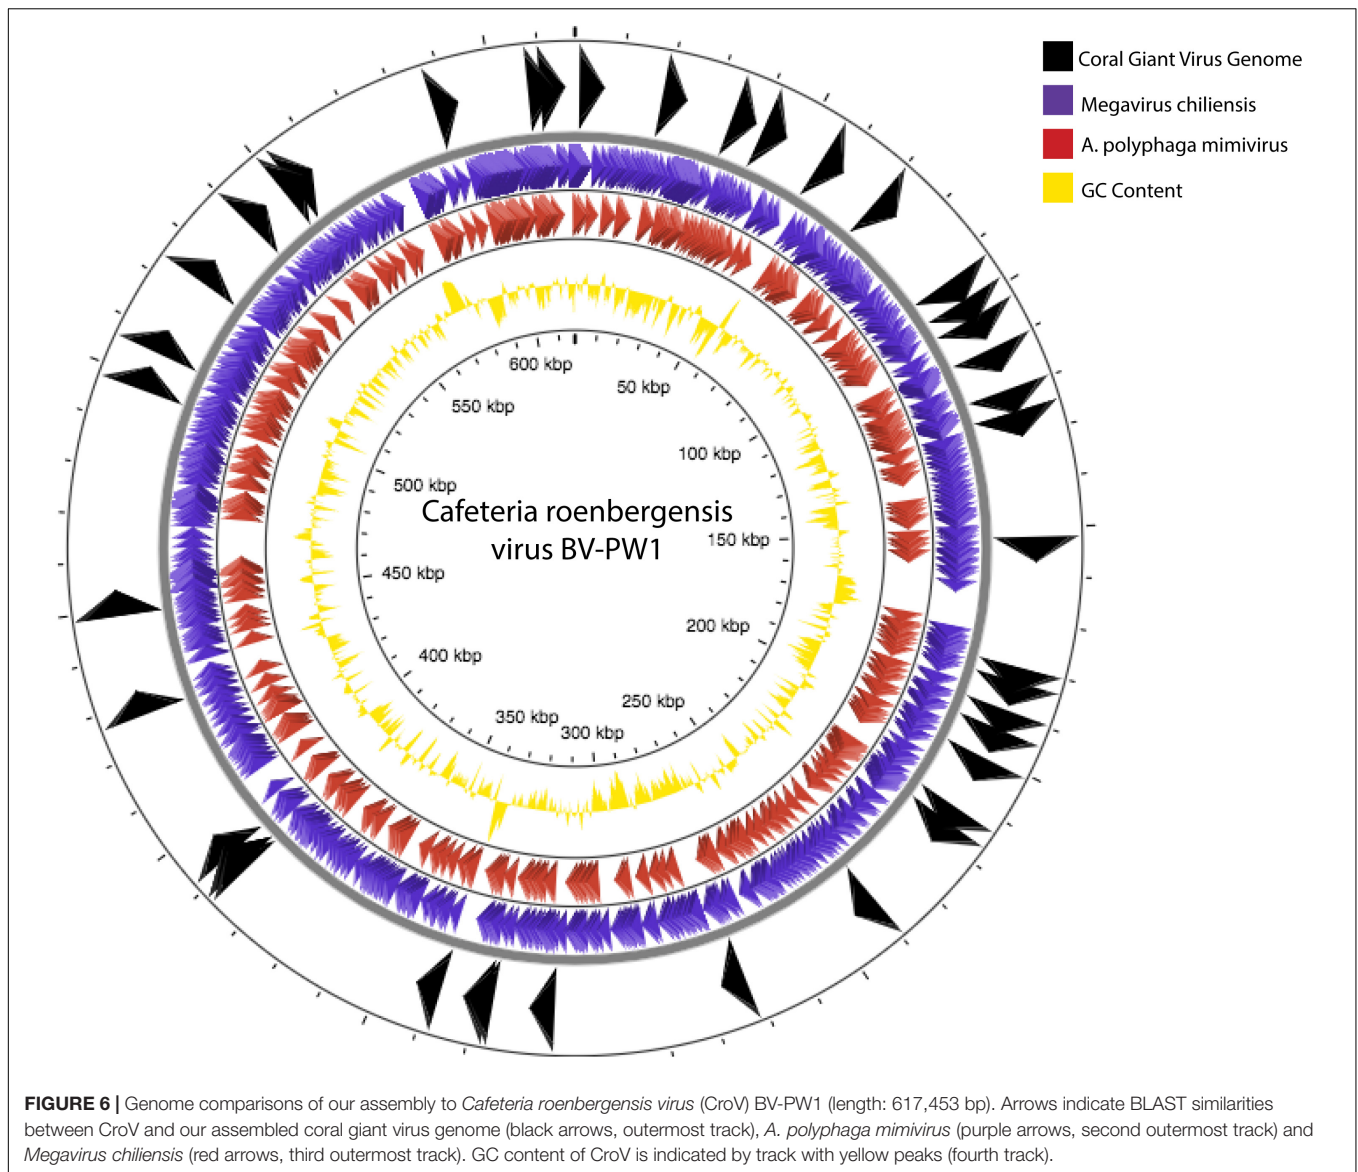 Coral Giant Virus Genome
Megavirus chiliensis
A. polyphaga mimivirus
GC Content
600 kbp
50 kbp
550 kbp
100 kbp
500 kbp
Cafeteria roenbergensis
virus BV-PW1
150 kbp
450 kbp
200 kbp
400 kbp
250 kbp
350 kbp
300 kbp
FIGURE 6 | Genome comparisons of our assembly to Cafeteria roenbergensis virus (CroV) BV-PW1 (length: 617,453 bp). Arrows indicate BLAST similarities
between CroV and our assembled coral giant virus genome (black arrows, outermost track), A. polyphaga mimivirus (purple arrows, second outermost track) and
Megavirus chiliensis (red arrows, third outermost track). GC content of CroV is indicated by track with yellow peaks (fourth track).